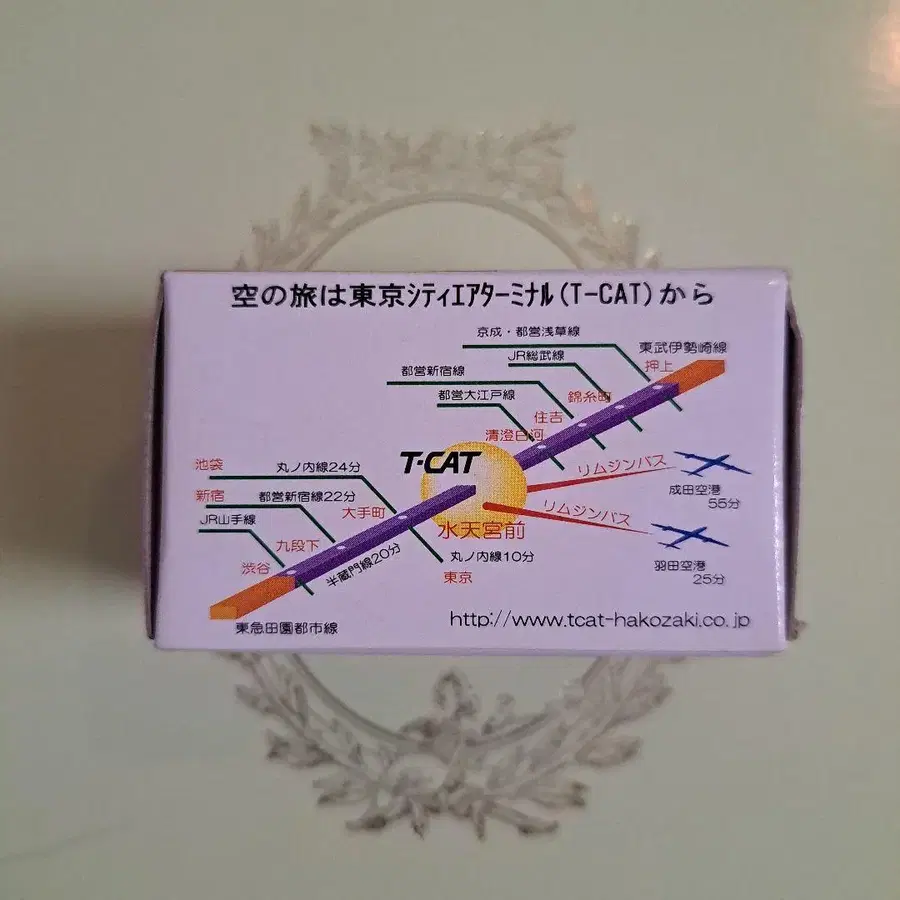 空の旅は東京シティエアターミナル(T-CAT)から
京成・都営浅草線
東武伊勢崎線
JR総武線
押上
都営新宿線
錦糸町
都営大江戸線
住吉
清澄白河
T-CAT
池袋
丸ノ内線24分
リムジンバス
成田空港
55分
新宿
都営新宿線22分
大手町
リムジンバス
JR山手線
水天宮前
九段下
半蔵門線20分
丸ノ内線10分
羽田空港
25分
渋谷
東京
東急田園都市線
http://www.tcat-hakozaki.co.jp